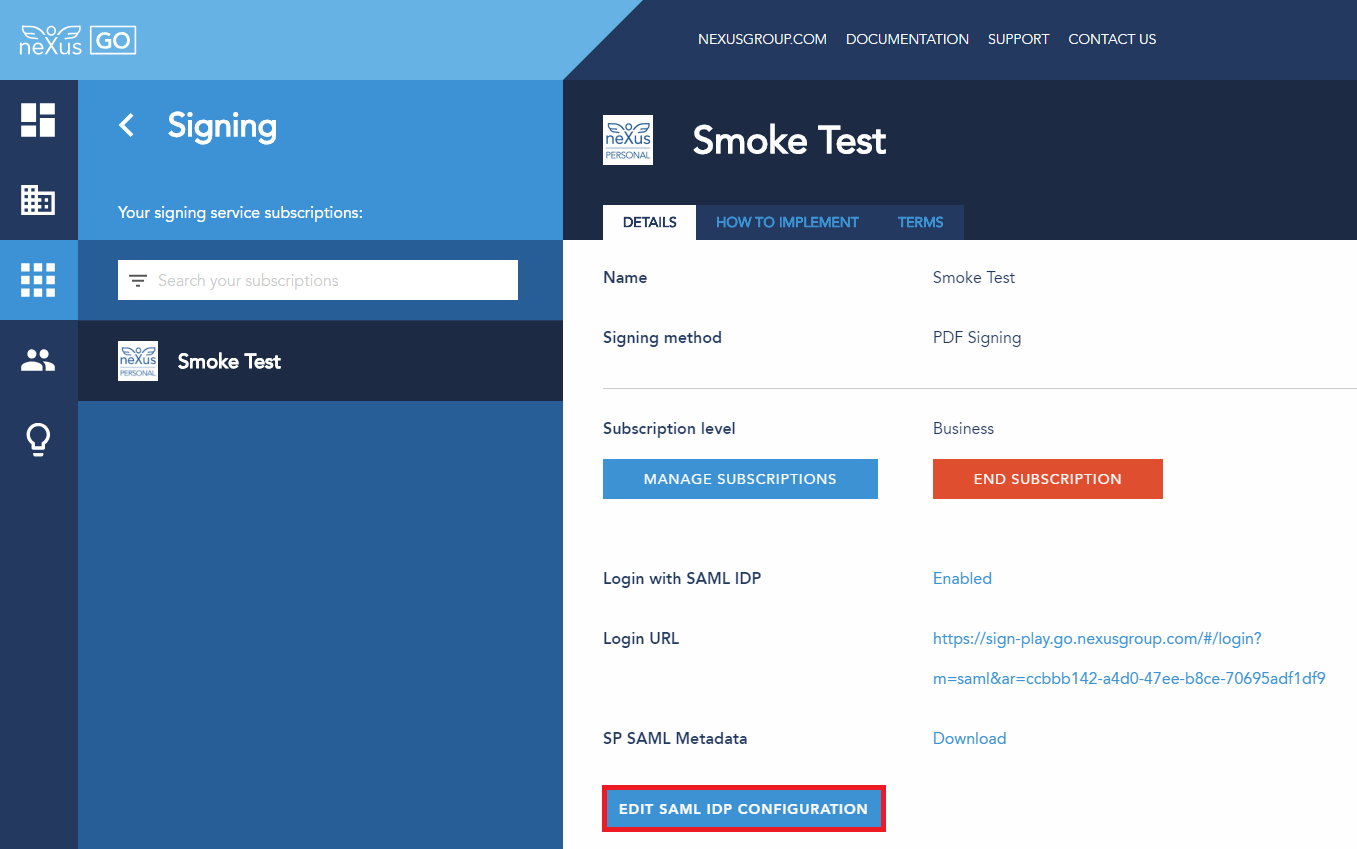 neXus GO
NEXUSGROUP.COM DOCUMENTATION SUPPORT CONTACT US
Signing
Your signing service subscriptions:
Search your subscriptions
neXus
PERSONAL
Smoke Test
neXus
PERSONAL
Smoke Test
DETAILS HOW TO IMPLEMENT TERMS
Name Smoke Test
Signing method PDF Signing
Subscription level Business
MANAGE SUBSCRIPTIONS END SUBSCRIPTION
Login with SAML IDP Enabled
Login URL https://sign-play.go.nexusgroup.com/#/login?
m=saml&ar=ccbbb142-a4d0-47ee-b8ce-70695adf1df9
SP SAML Metadata Download
EDIT SAML IDP CONFIGURATION